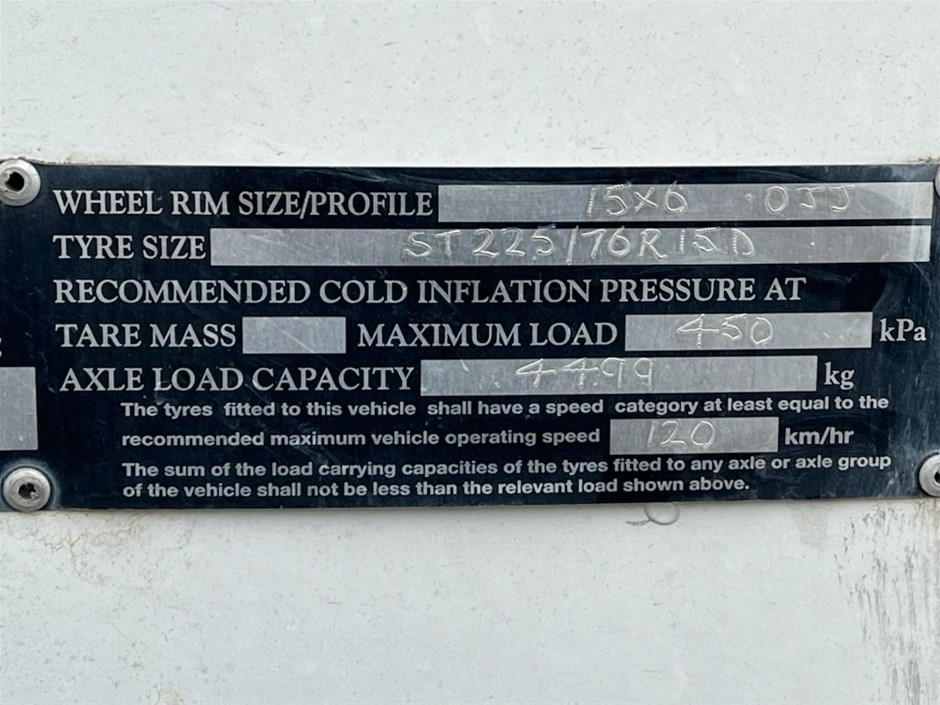 WHEEL RIM SIZE/PROFILE 15X6 OJJ
TYRE SIZE ST225/76R15D
RECOMMENDED COLD INFLATION PRESSURE AT
TARE MASS MAXIMUM LOAD 450 kPa
AXLE LOAD CAPACITY 4499 kg
The tyres fitted to this vehicle shall have a speed category at least equal to the
recommended maximum vehicle operating speed 120 km/hr
The sum of the load carrying capacities of the tyres fitted to any axle or axle group
of the vehicle shall not be less than the relevant load shown above.